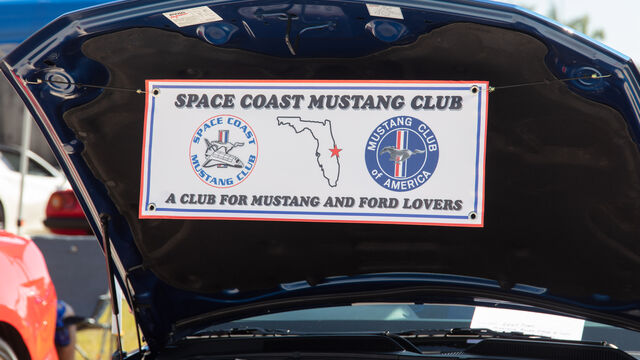 SPACE COAST MUSTANG CLUB
SPACE COAST
MUSTANG CLUB
MUSTANG CLUB
of AMERICA
A CLUB FOR MUSTANG AND FORD LOVERS